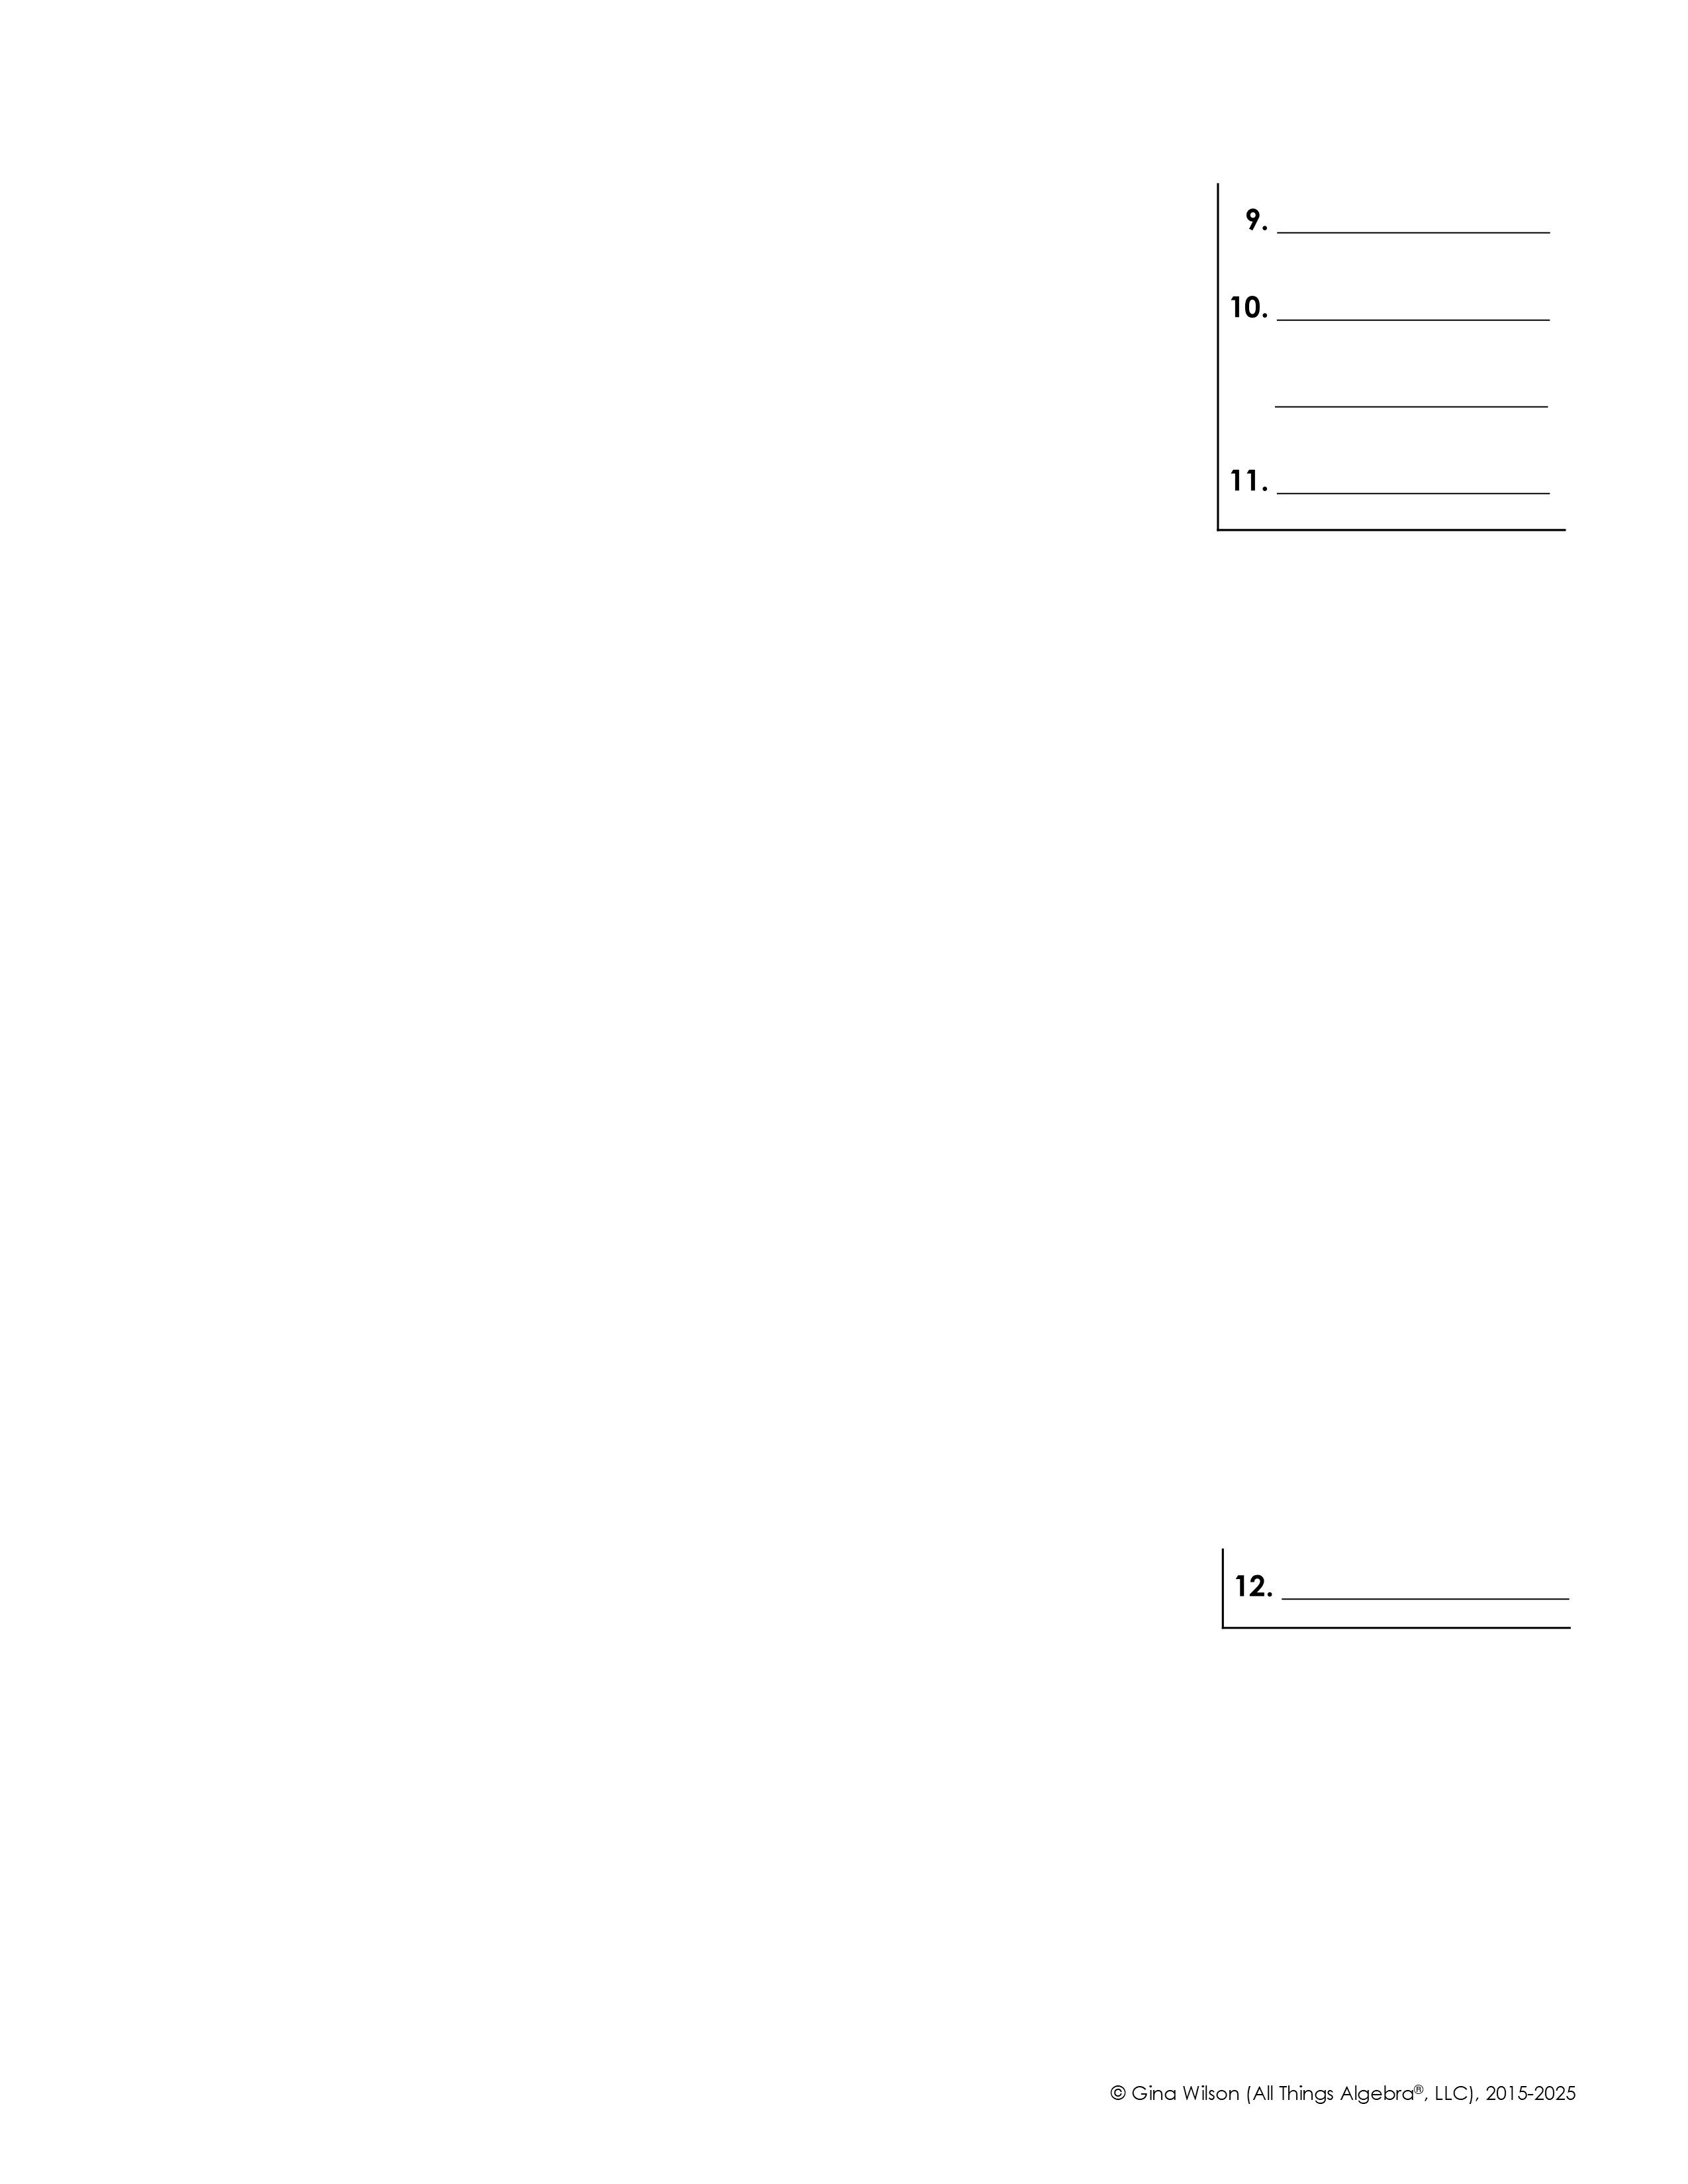 9.
10.
11.
12.
© Gina Wilson (All Things Algebra®, LLC), 2015-2025